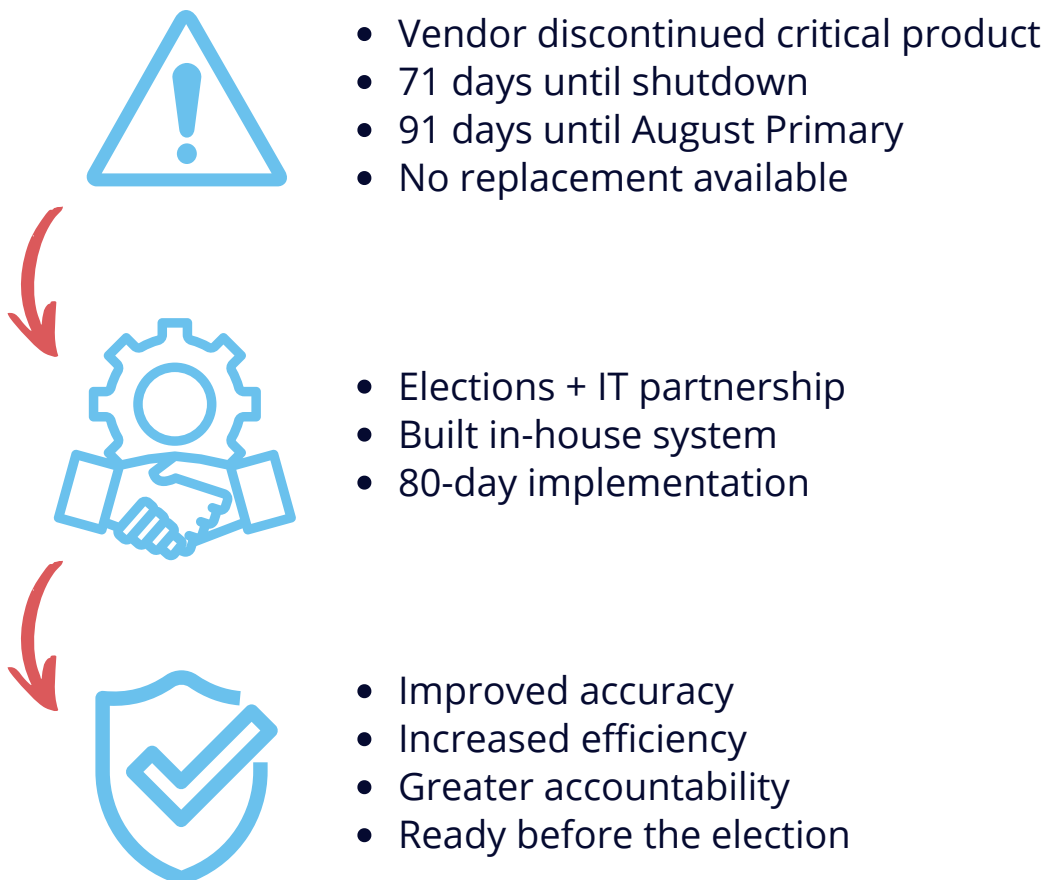 • Vendor discontinued critical product
• 71 days until shutdown
• 91 days until August Primary
• No replacement available
• Elections + IT partnership
• Built in-house system
• 80-day implementation
• Improved accuracy
• Increased efficiency
• Greater accountability
• Ready before the election